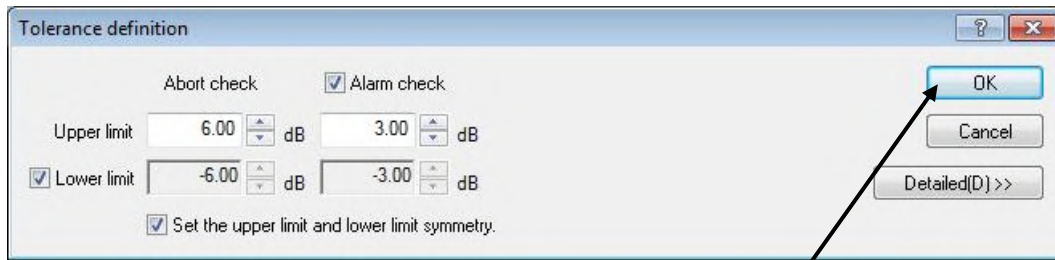 Tolerance definition
Abort check Alarm check OK
Upper limit 6.00 dB 3.00 dB Cancel
Lower limit -6.00 dB -3.00 dB Detailed(D) >>
Set the upper limit and lower limit symmetry.